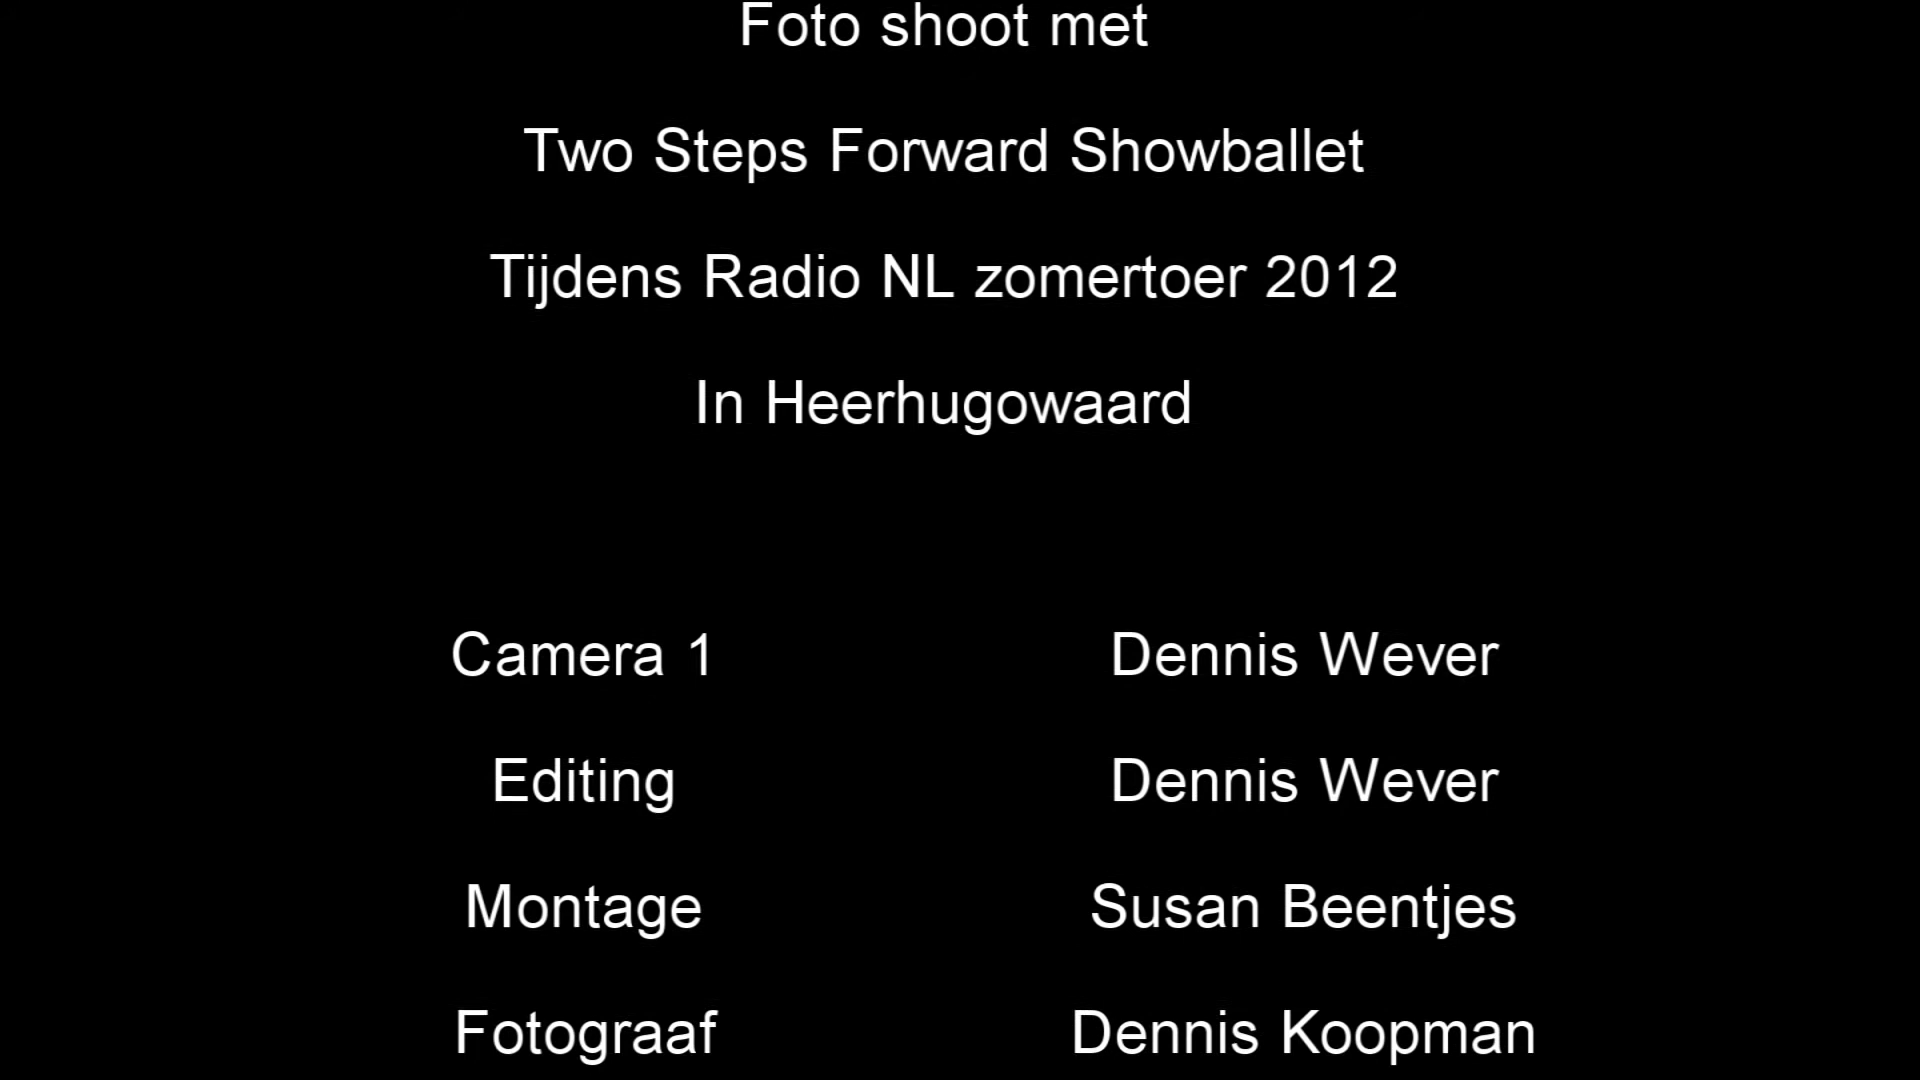 Foto shoot met
Two Steps Forward Showballet
Tijdens Radio NL zomertoer 2012
In Heerhugowaard
Camera 1 Dennis Wever
Editing Dennis Wever
Montage Susan Beentjes
Fotograaf Dennis Koopman